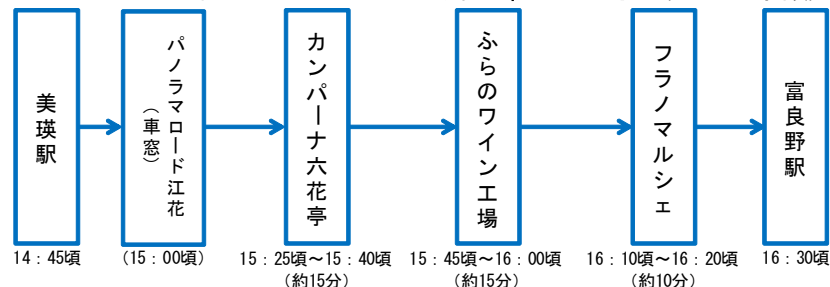 美瑛駅
14：45頃
パノラマロード江花
（車窓）
（15：00頃）
カンパーナ六花亭
15：25頃～15：40頃
（約15分）
ふらのワイン工場
15：45頃～16：00頃
（約15分）
フラノマルシェ
16：10頃～16：20頃
（約10分）
富良野駅
16：30頃